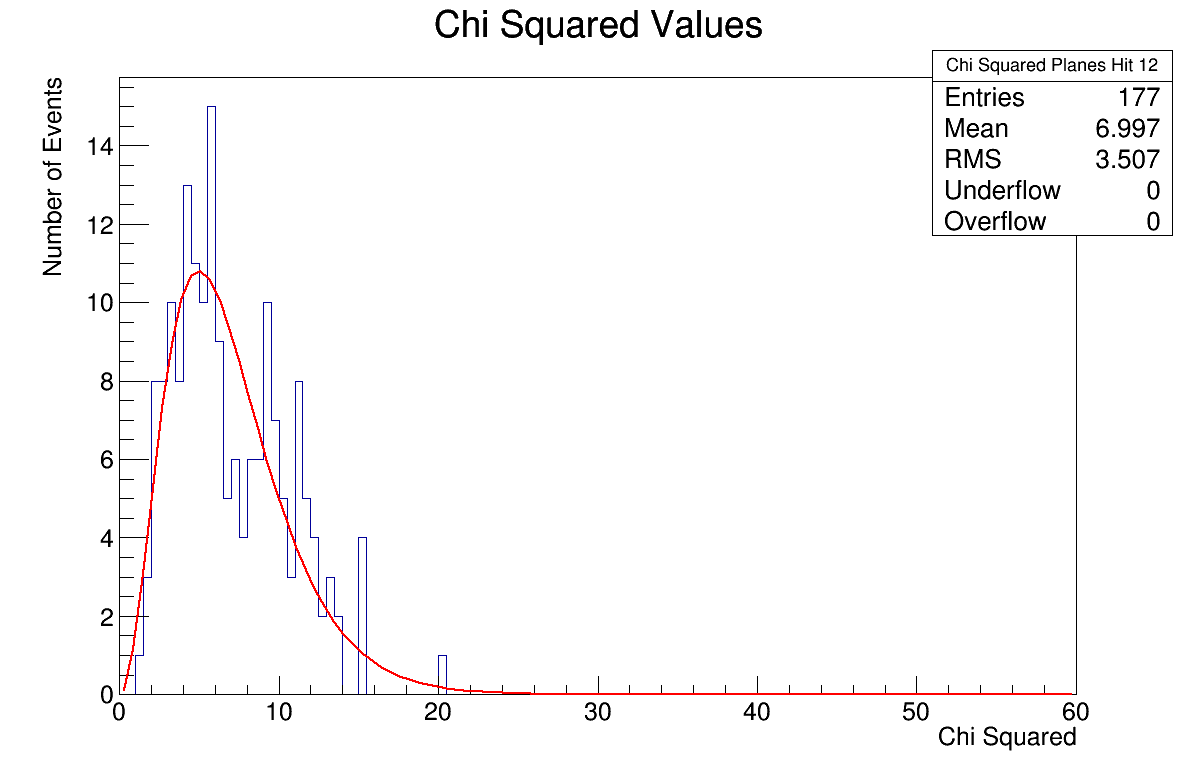 Chi Squared Values
Chi Squared Planes Hit 12
Entries 177
Mean 6.997
RMS 3.507
Underflow 0
Overflow 0
Number of Events
14
12
10
8
6
4
2
0
0 10 20 30 40 50 60
Chi Squared